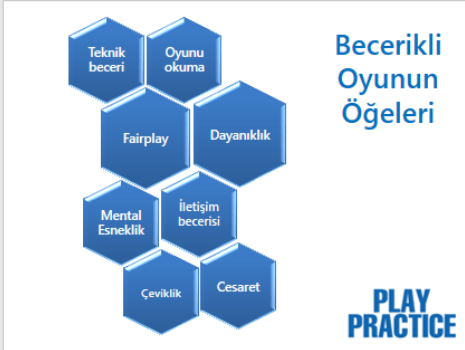 Becerikli
Oyunun
Öğeleri
Teknik
beceri
Oyunu
okuma
Fairplay
Dayanıklık
Mental
Esneklik
İletişim
becerisi
Çeviklik
Cesaret
PLAY
PRACTICE